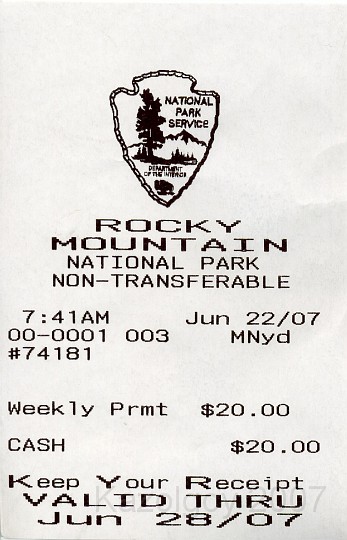 NATIONAL
PARK
SERVICE
DEPARTMENT
OF THE INTERIOR
ROCKY
MOUNTAIN
NATIONAL PARK
NON-TRANSFERABLE
7:41AM Jun 22/07
00-0001 003 MNyd
#74181
Weekly Prmt $20.00
CASH $20.00
Keep Your Receipt
VALID THRU
Jun 28/07